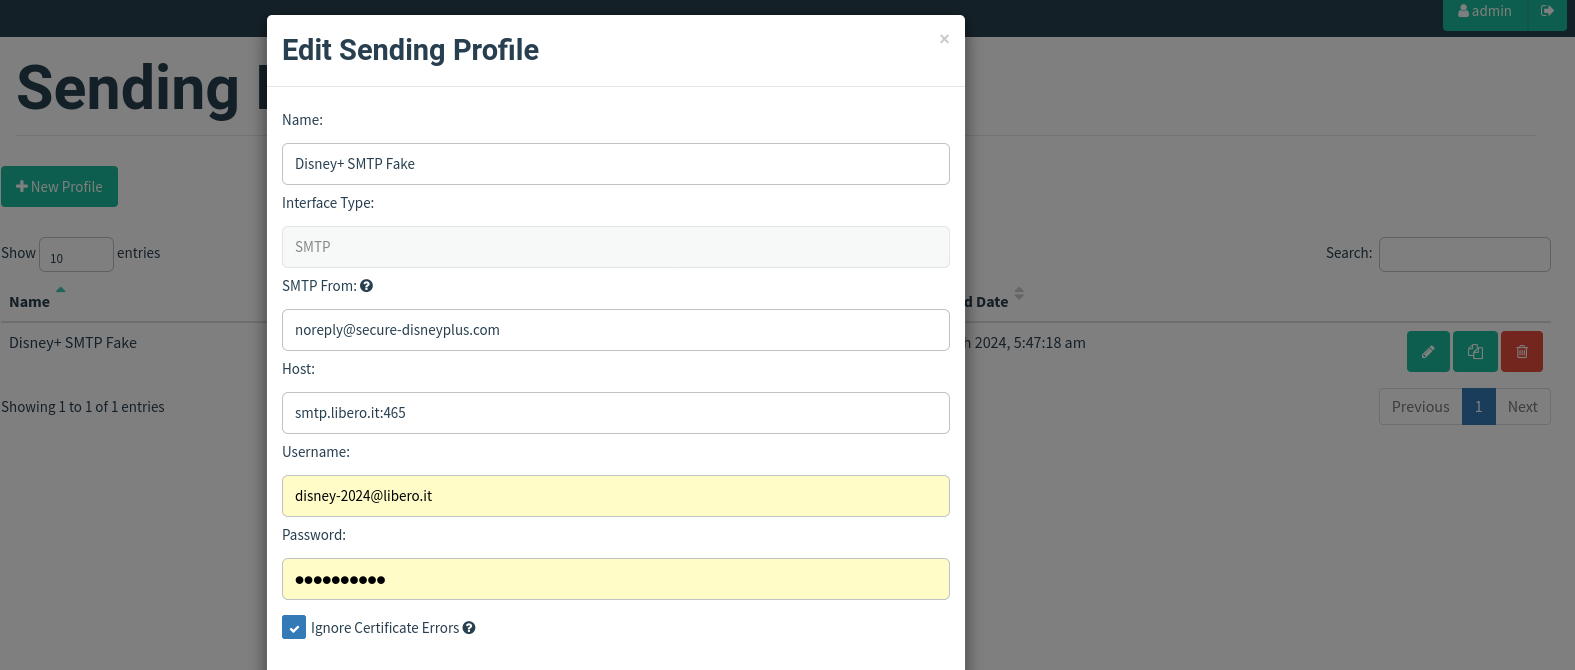 admin
Edit Sending Profile
×
Sending
Name:
Disney+ SMTP Fake
New Profile
Interface Type:
SMTP
Show 10 entries
Search:
SMTP From:
Name
d Date
noreply@secure-disneyplus.com
Disney+ SMTP Fake
2024, 5:47:18 am
Host:
smtp.libero.it:465
Showing 1 to 1 of 1 entries
Previous 1 Next
Username:
disney-2024@libero.it
Password:
●●●●●●●●●●
Ignore Certificate Errors